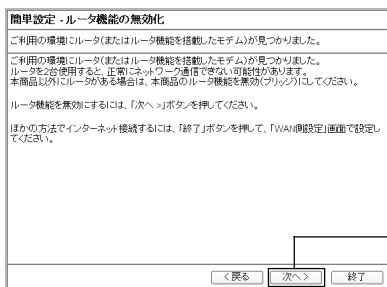 簡単設定 - ルータ機能の無効化
ご利用の環境にルータ(またはルータ機能を搭載したモデム)が見つかりました。
ご利用の環境にルータ(またはルータ機能を搭載したモデム)が見つかりました。
ルータを2台使用すると、正常にネットワーク通信できない可能性があります。
本商品以外にルータがある場合は、本商品のルータ機能を無効(ブリッジ)にしてください。
ルータ機能を無効にするには、「次へ >」ボタンを押してください。
ほかの方法でインターネット接続するには、「終了」ボタンを押して、「WAN側設定」画面で設定し
てください。
< 戻る 次へ > 終了